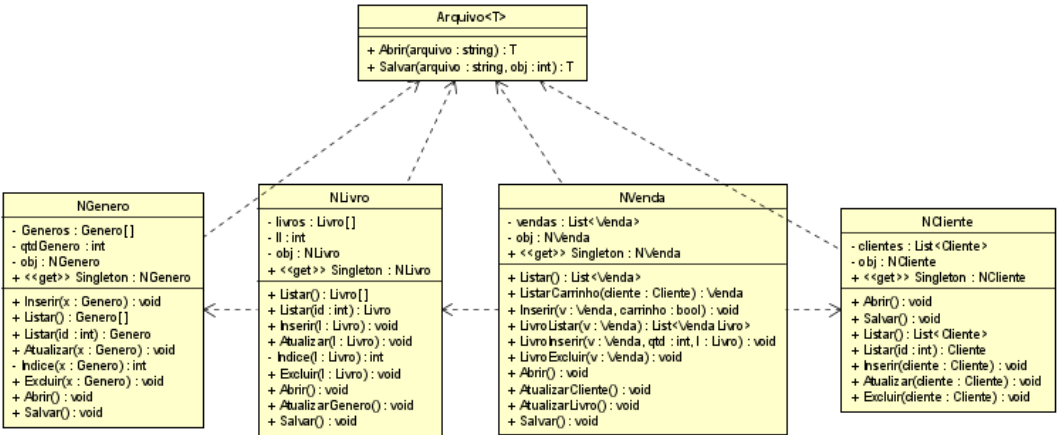 Arquivo<T>
+ Abrir(arquivo : string) : T
+ Salvar(arquivo : string, obj : int) : T
NGenero
- Generos : Genero[]
- qtdGenero : int
- obj : NGenero
+ <<get>> Singleton : NGenero
+ Inserir(x : Genero) : void
+ Listar() : Genero[]
+ Listar(id : int) : Genero
+ Atualizar(x : Genero) : void
- Indice(x : Genero) : int
+ Excluir(x : Genero) : void
+ Abrir() : void
+ Salvar() : void
NLivro
- livros : Livro[]
- ll : int
- obj : NLivro
+ <<get>> Singleton : NLivro
+ Listar() : Livro[]
+ Listar(id : int) : Livro
+ Inserir(l : Livro) : void
+ Atualizar(l : Livro) : void
- Indice(l : Livro) : int
+ Excluir(l : Livro) : void
+ Abrir() : void
+ AtualizarGenero() : void
+ Salvar() : void
NVenda
- vendas : List<Venda>
- obj : NVenda
+ <<get>> Singleton : NVenda
+ Listar() : List<Venda>
+ ListarCarrinho(cliente : Cliente) : Venda
+ Inserir(v : Venda, carrinho : bool) : void
+ LivroListar(v : Venda) : List<Venda Livro>
+ LivroInserir(v : Venda, qtd : int, l : Livro) : void
+ LivroExcluir(v : Venda) : void
+ Abrir() : void
+ AtualizarCliente() : void
+ AtualizarLivro() : void
+ Salvar() : void
NCliente
- clientes : List<Cliente>
- obj : NCliente
+ <<get>> Singleton : NCliente
+ Abrir() : void
+ Salvar() : void
+ Listar() : List<Cliente>
+ Listar(id : int) : Cliente
+ Inserir(cliente : Cliente) : void
+ Atualizar(cliente : Cliente) : void
+ Excluir(cliente : Cliente) : void